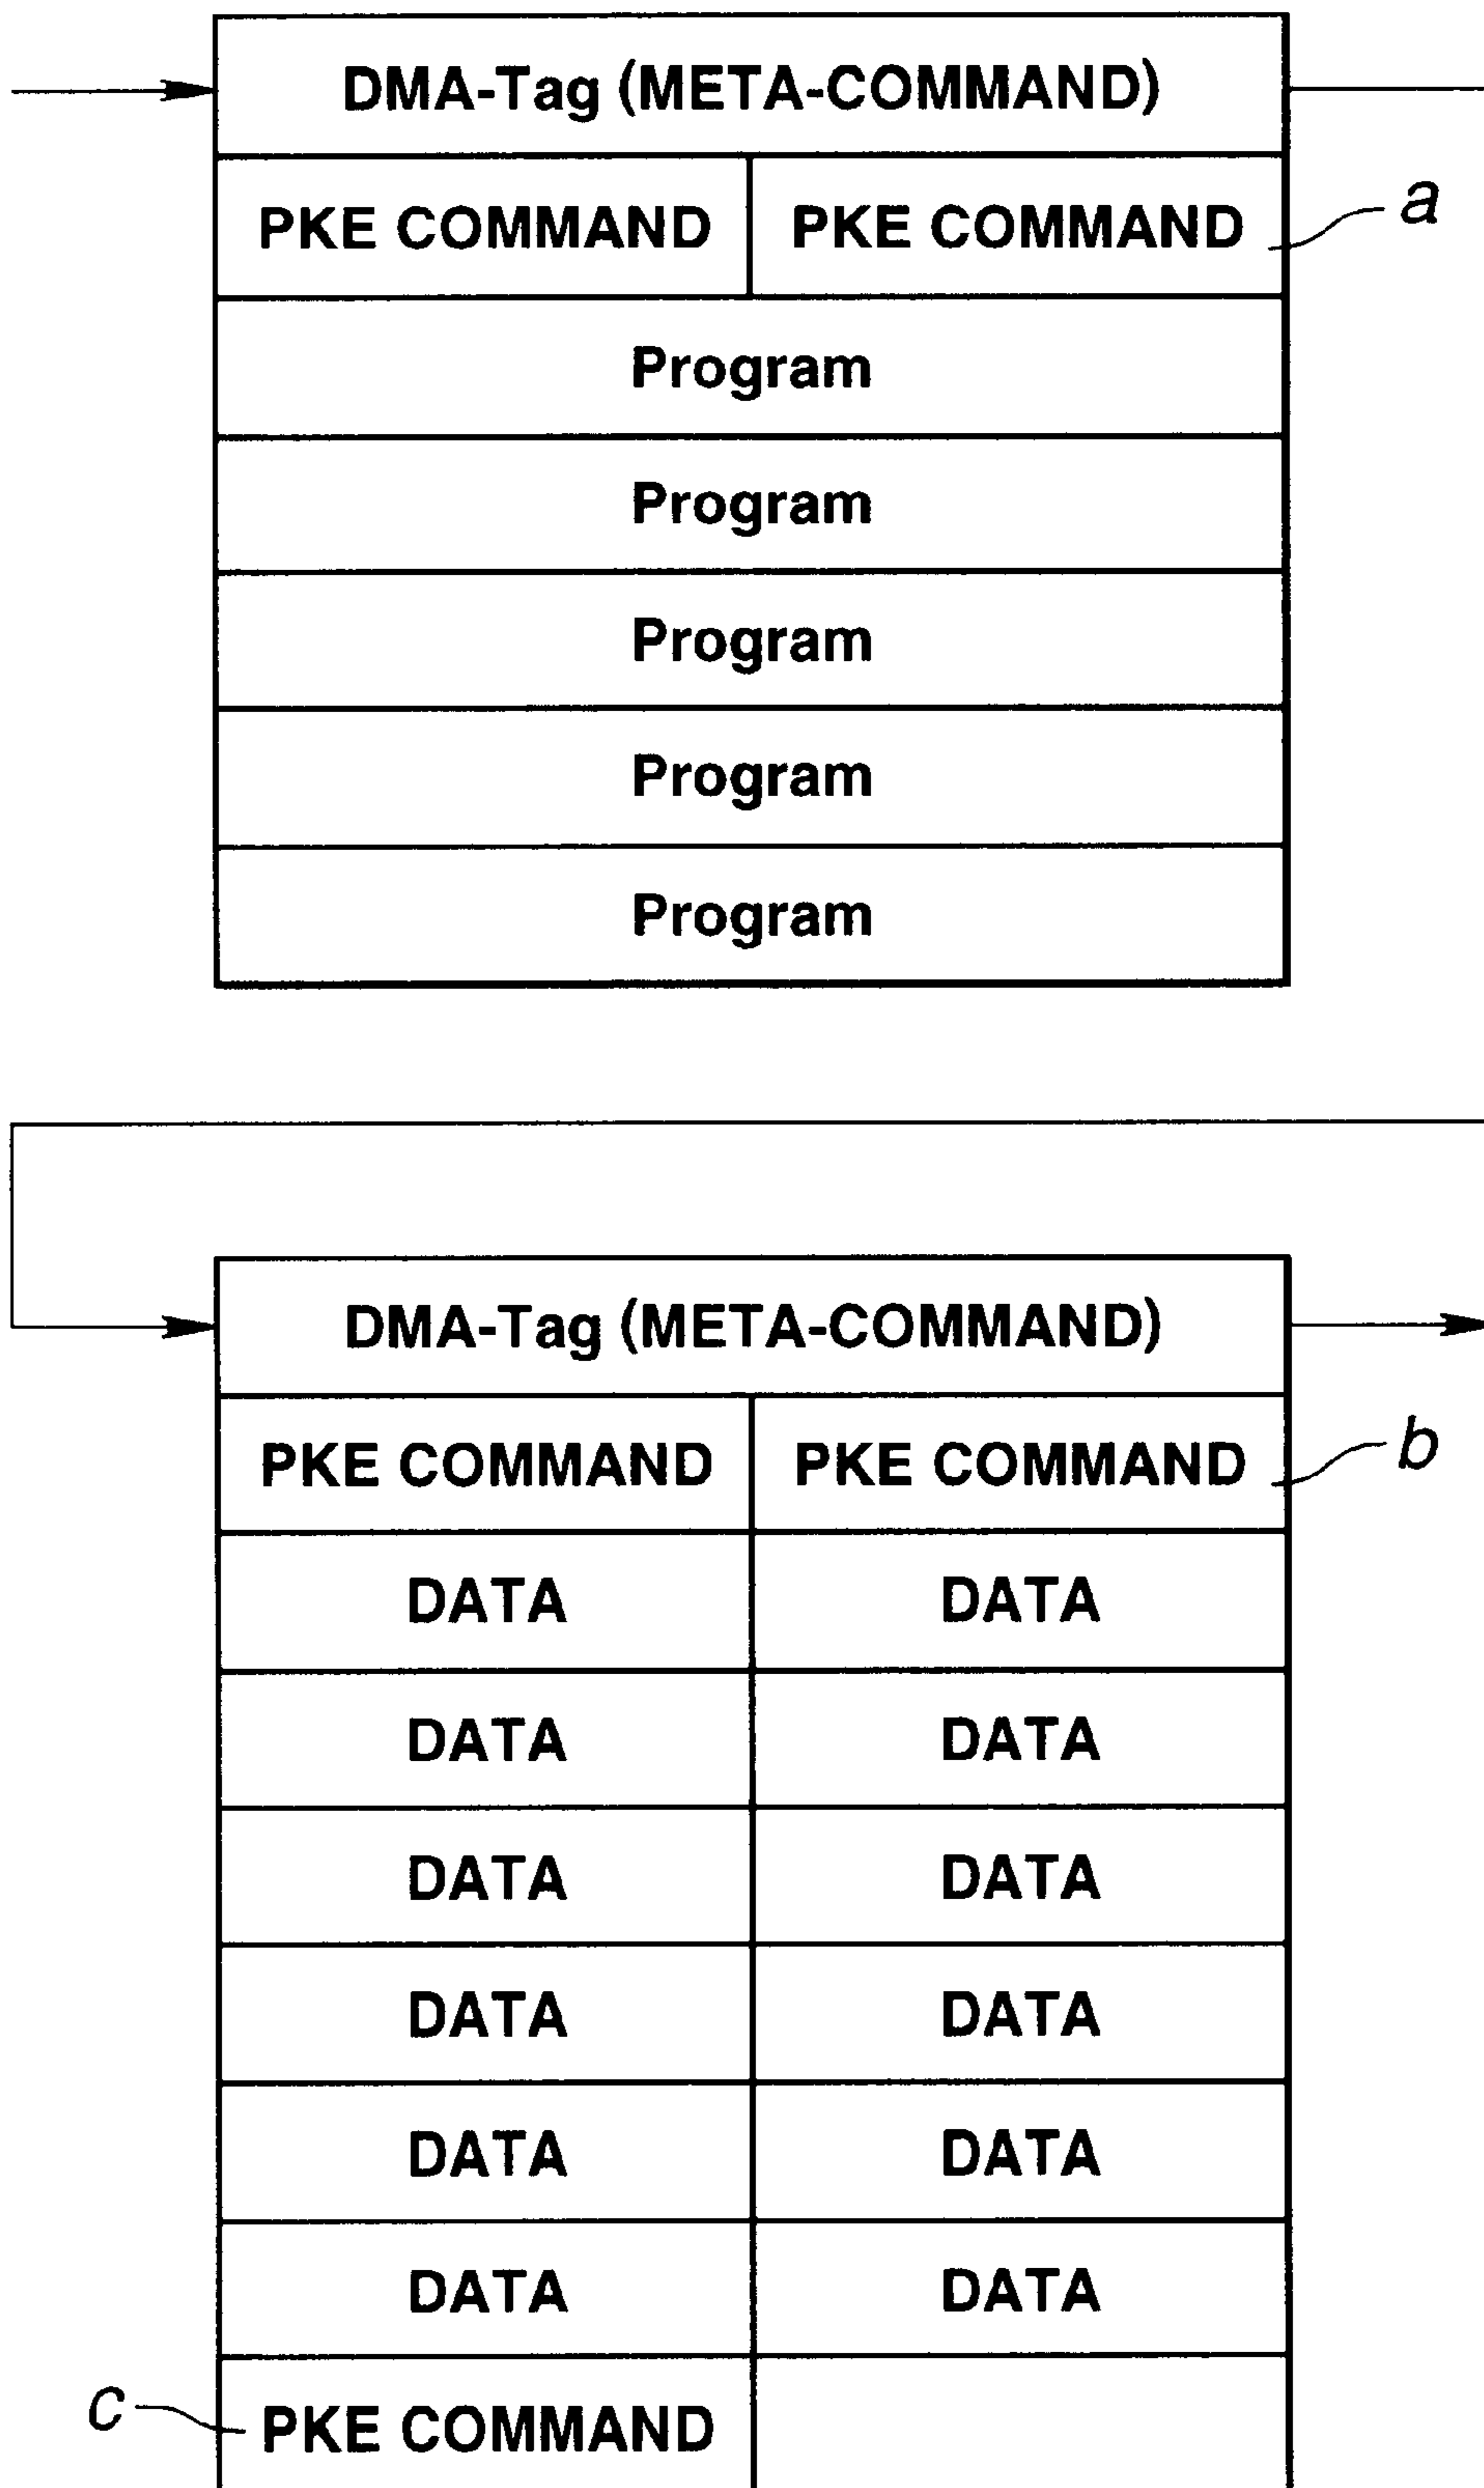 DMA-Tag (META-COMMAND)
PKE COMMAND PKE COMMAND a
Program
Program
Program
Program
Program
DMA-Tag (META-COMMAND)
PKE COMMAND PKE COMMAND b
DATA DATA
DATA DATA
DATA DATA
DATA DATA
DATA DATA
DATA DATA
c PKE COMMAND